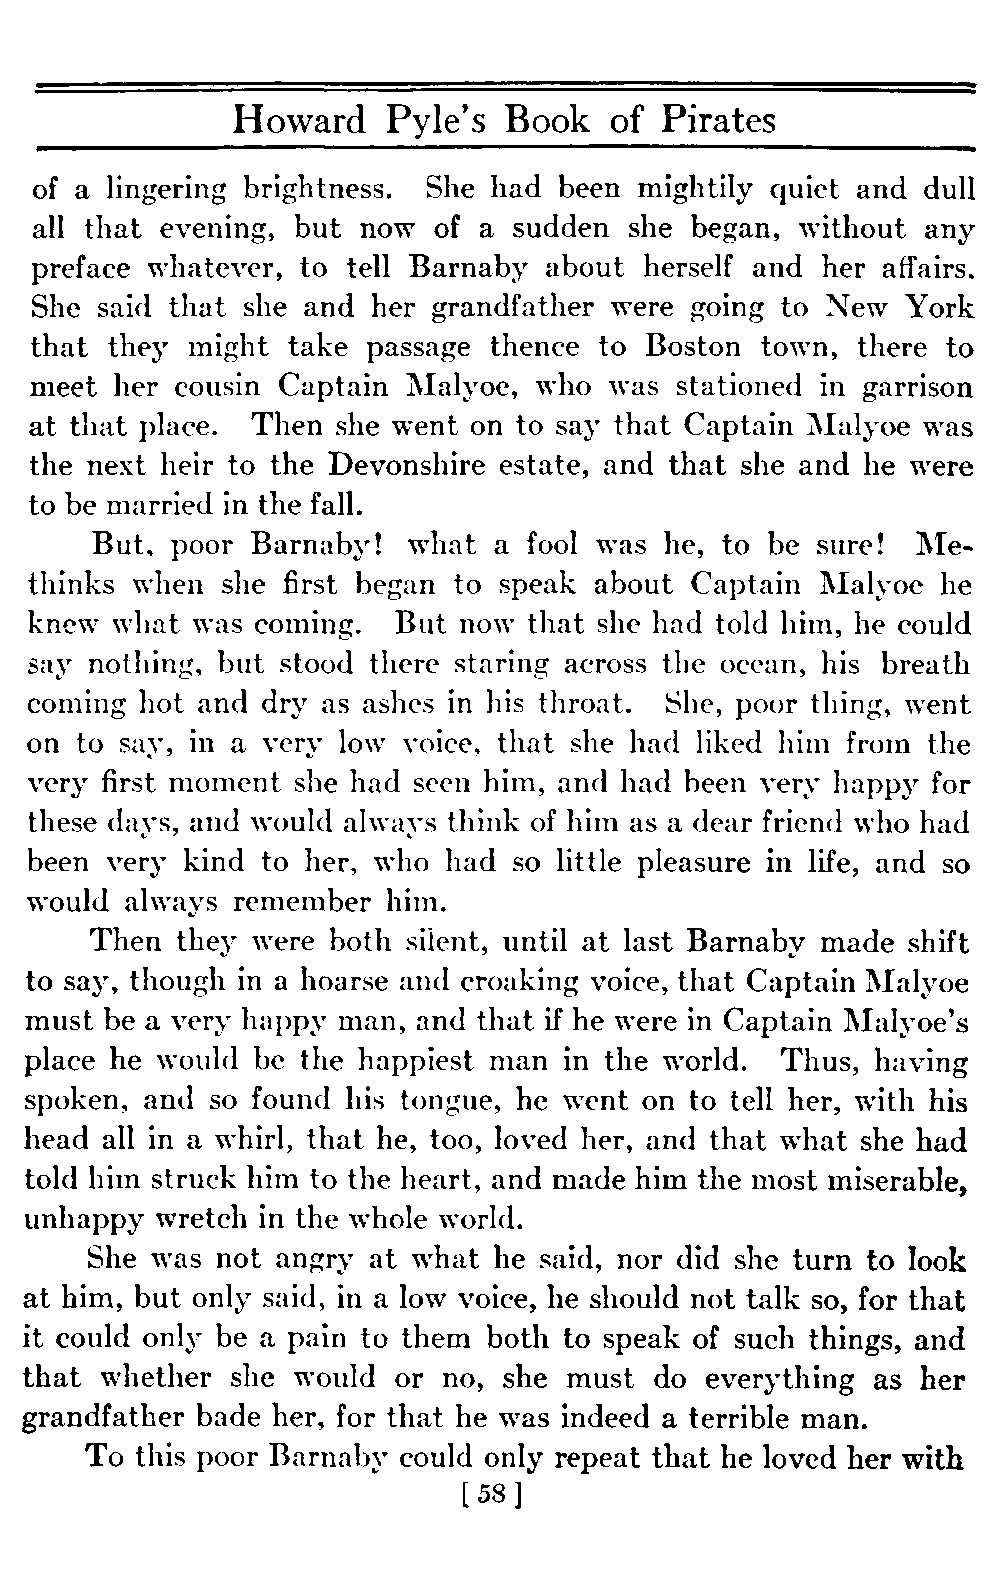 Howard Pyle's Book of Pirates
of a lingering brightness. She had been mightily quiet and dull
all that evening, but now of a sudden she began, without any
preface whatever, to tell Barnaby about herself and her affairs.
She said that she and her grandfather were going to New York
that they might take passage thence to Boston town, there to
meet her cousin Captain Malyoe, who was stationed in garrison
at that place. Then she went on to say that Captain Malyoe was
the next heir to the Devonshire estate, and that she and he were
to be married in the fall.
But, poor Barnaby! what a fool was he, to be sure! Me-
thinks when she first began to speak about Captain Malyoe he
knew what was coming. But now that she had told him, he could
say nothing, but stood there staring across the ocean, his breath
coming hot and dry as ashes in his throat. She, poor thing, went
on to say, in a very low voice, that she had liked him from the
very first moment she had seen him, and had been very happy for
these days, and would always think of him as a dear friend who had
been very kind to her, who had so little pleasure in life, and so
would always remember him.
Then they were both silent, until at last Barnaby made shift
to say, though in a hoarse and croaking voice, that Captain Malyoe
must be a very happy man, and that if he were in Captain Malyoe's
place he would be the happiest man in the world. Thus, having
spoken, and so found his tongue, he went on to tell her, with his
head all in a whirl, that he, too, loved her, and that what she had
told him struck him to the heart, and made him the most miserable,
unhappy wretch in the whole world.
She was not angry at what he said, nor did she turn to look
at him, but only said, in a low voice, he should not talk so, for that
it could only be a pain to them both to speak of such things, and
that whether she would or no, she must do everything as her
grandfather bade her, for that he was indeed a terrible man.
To this poor Barnaby could only repeat that he loved her with
[ 58 ]